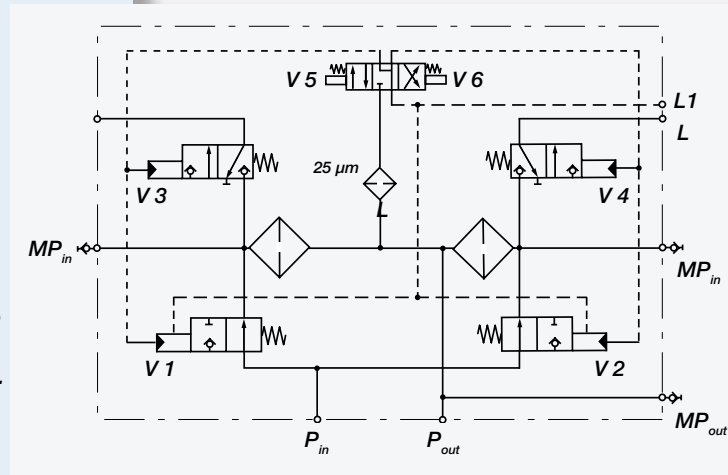 V 5
V 6
L1
L
25 µm
L
V 3
V 4
MP in
MP in
V 1
V 2
P in
P out
MP out